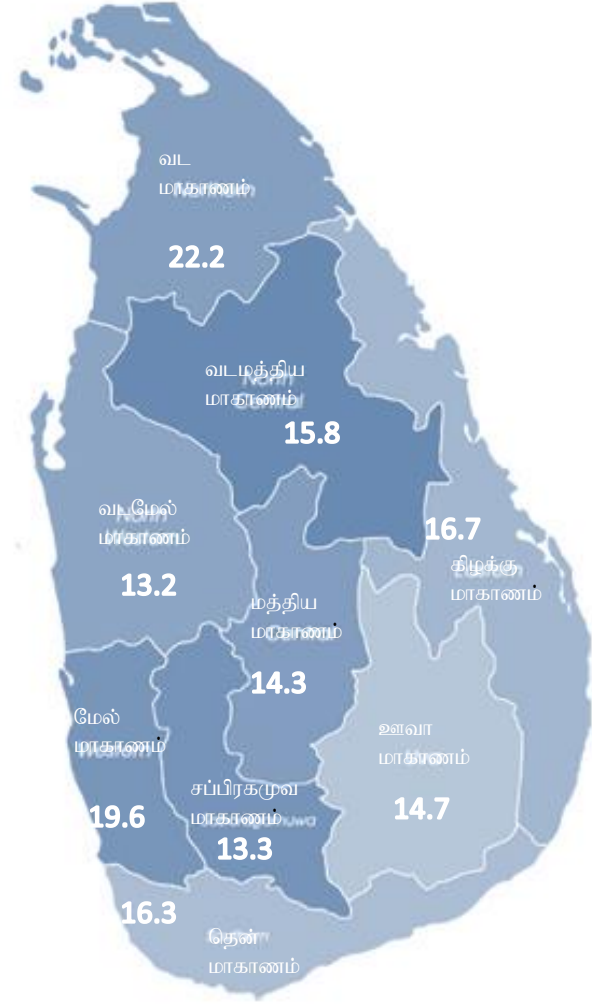 வட
மாகாணம்
22.2
வடமத்திய
மாகாணம்
15.8
வடமேல்
மாகாணம்
13.2
16.7
கிழக்கு
மாகாணம்
மத்திய
மாகாணம்
14.3
ஊவா
மாகாணம்
14.7
மேல்
மாகாணம்
19.6
சப்பிரகமுவ
மாகாணம்
13.3
16.3
தென்
மாகாணம்